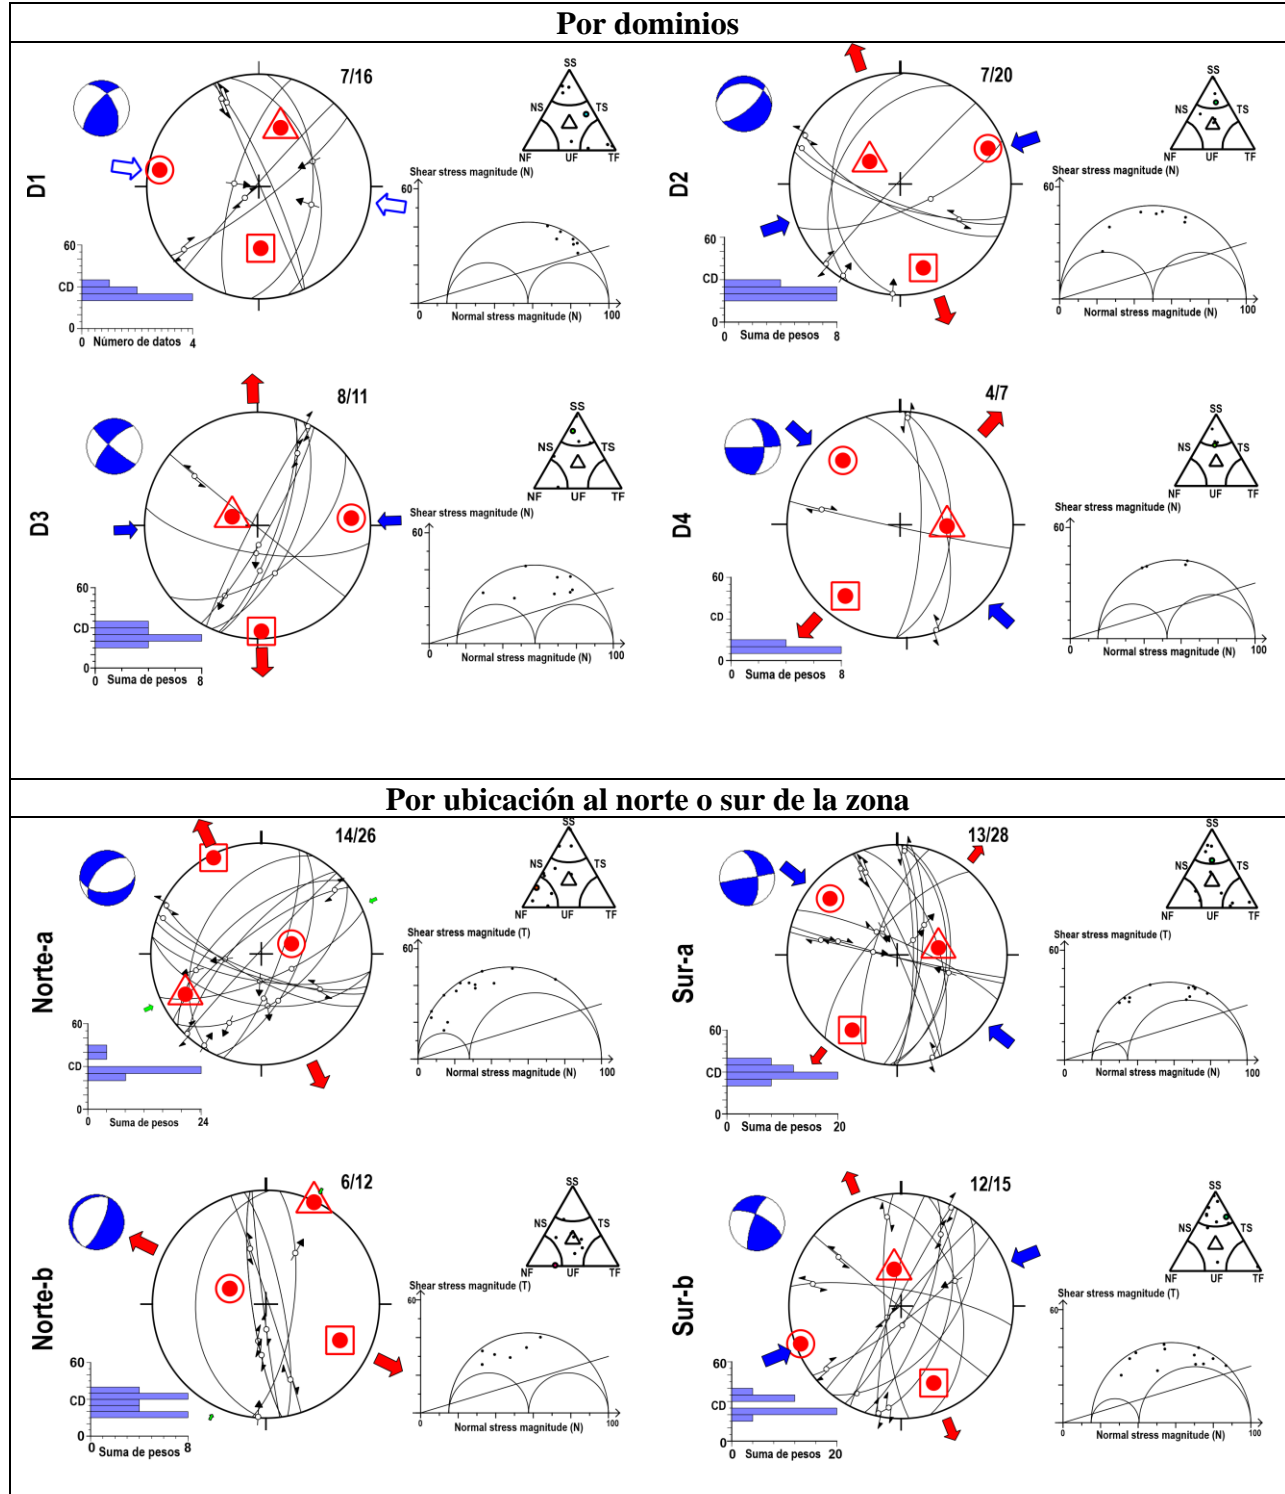 Por dominios
D1
7/16
SS
NS
TS
NF
UF
TF
Shear stress magnitude (N)
60
0
100
Normal stress magnitude (N)
60
CD
0
0
Número de datos
4
D2
7/20
SS
NS
TS
NF
UF
TF
Shear stress magnitude (N)
60
0
100
Normal stress magnitude (N)
60
CD
0
0
Suma de pesos
8
D3
8/11
SS
NS
TS
NF
UF
TF
Shear stress magnitude (N)
60
0
100
Normal stress magnitude (N)
60
CD
0
0
Suma de pesos
8
D4
4/7
SS
NS
TS
NF
UF
TF
Shear stress magnitude (N)
60
0
100
Normal stress magnitude (N)
60
CD
0
0
Suma de pesos
8
Por ubicación al norte o sur de la zona
Norte-a
14/26
SS
NS
TS
NF
UF
TF
Shear stress magnitude (T)
60
0
100
Normal stress magnitude (N)
60
CD
0
0
Suma de pesos
24
Sur-a
13/28
SS
NS
TS
NF
UF
TF
Shear stress magnitude (T)
60
0
100
Normal stress magnitude (N)
60
CD
0
0
Suma de pesos
20
Norte-b
6/12
SS
NS
TS
NF
UF
TF
Shear stress magnitude (T)
60
0
100
Normal stress magnitude (N)
60
CD
0
0
Suma de pesos
8
Sur-b
12/15
SS
NS
TS
NF
UF
TF
Shear stress magnitude (T)
60
0
100
Normal stress magnitude (N)
60
CD
0
0
Suma de pesos
20